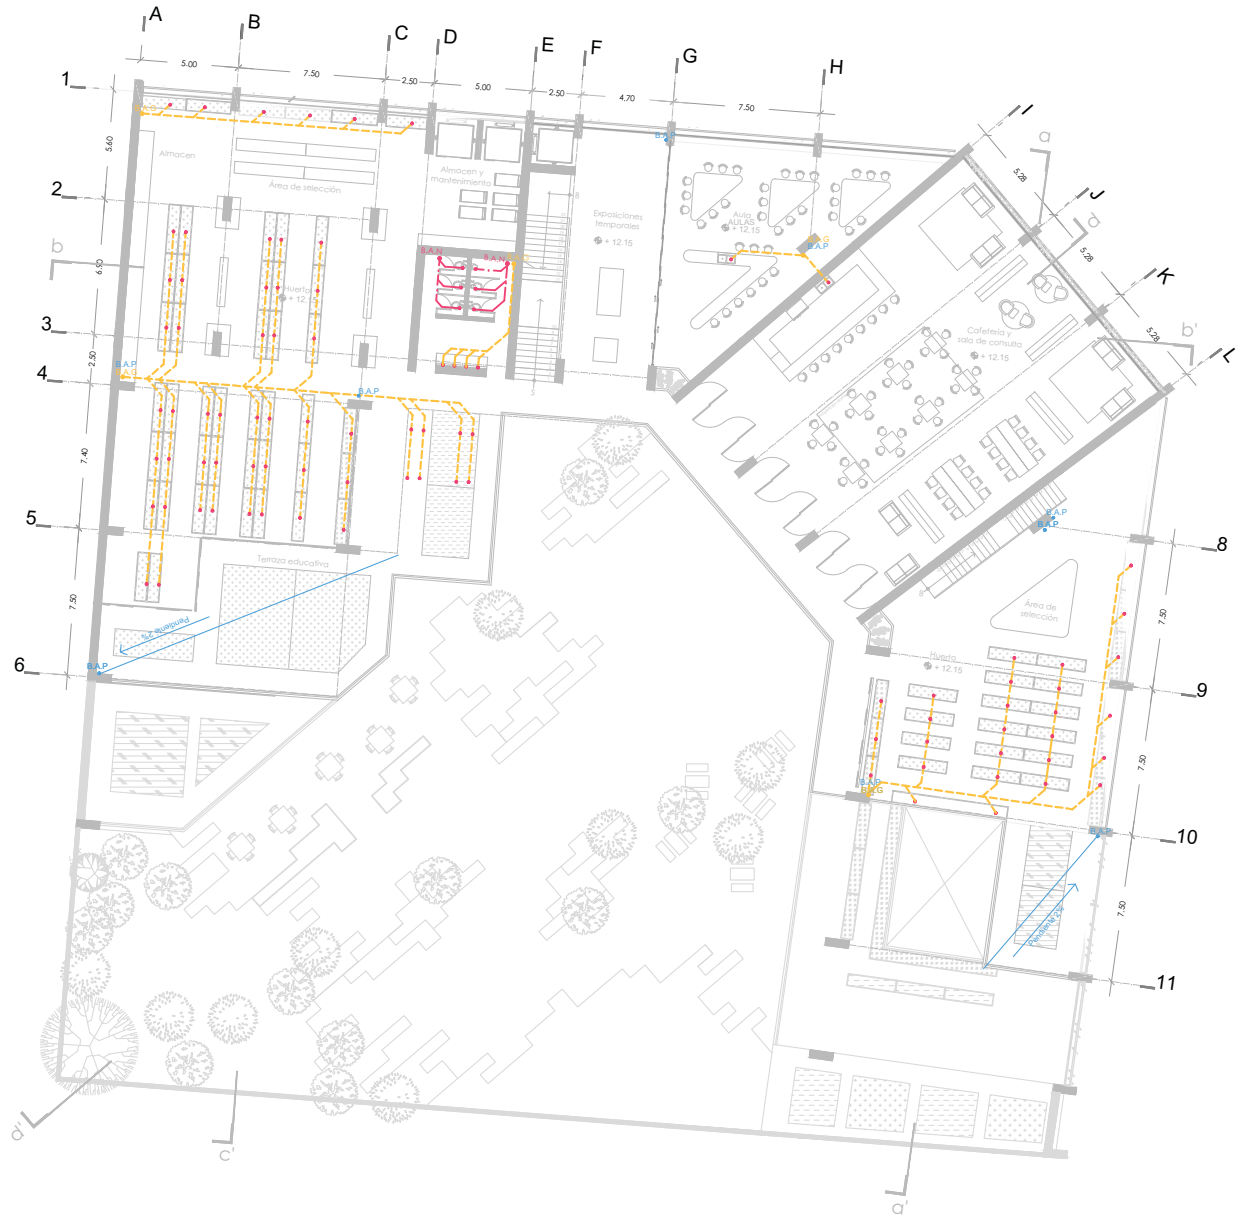 A
B
C
D
E
F
G
H
I
J
K
L
1
2
3
4
5
6
8
9
10
11
5.00
7.50
2.50
5.00
2.50
4.70
7.50
5.28
5.28
5.28
5.60
6.50
2.50
7.40
7.50
7.50
7.50
7.50
a
d
b
b'
a'
c'
d''
Almacen
Área de selección
Almacen y
mantenimiento
Exposiciones
temporales
+ 12.15
Aula
AULAS
+ 12.15
Cafetería y
sala de consulta
+ 12.15
Huerto
+ 12.15
B.A.N
B.A.N
B.A.P
B.A.G
B.A.P
B.A.P
B.A.P
B.A.P
B.A.P
B.A.P
Terraza educativa
Pendiente 2%
B.A.P
Área de
selección
Huerto
+ 12.15
B.A.P
B.A.G
B.A.P
Pendiente 2%
B
S